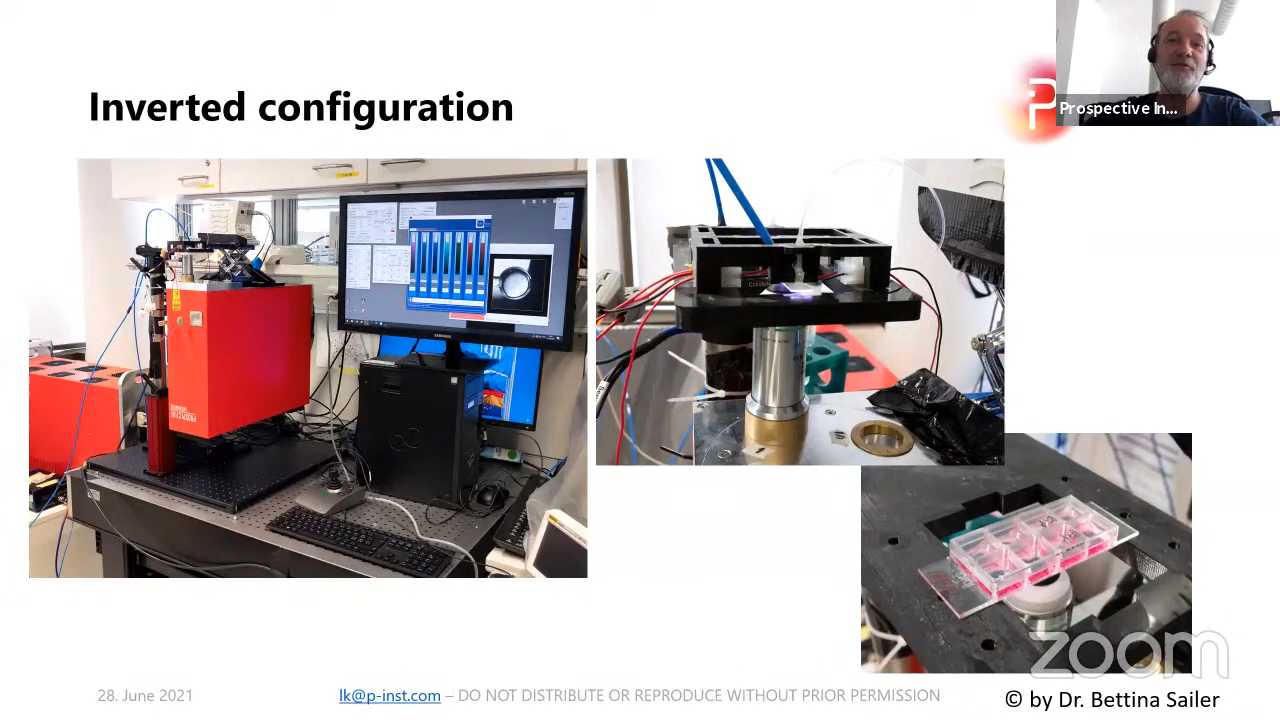 Inverted configuration
Prospective In...
SAMSUNG
zoom
28. June 2021
lk@p-inst.com – DO NOT DISTRIBUTE OR REPRODUCE WITHOUT PRIOR PERMISSION
© by Dr. Bettina Sailer